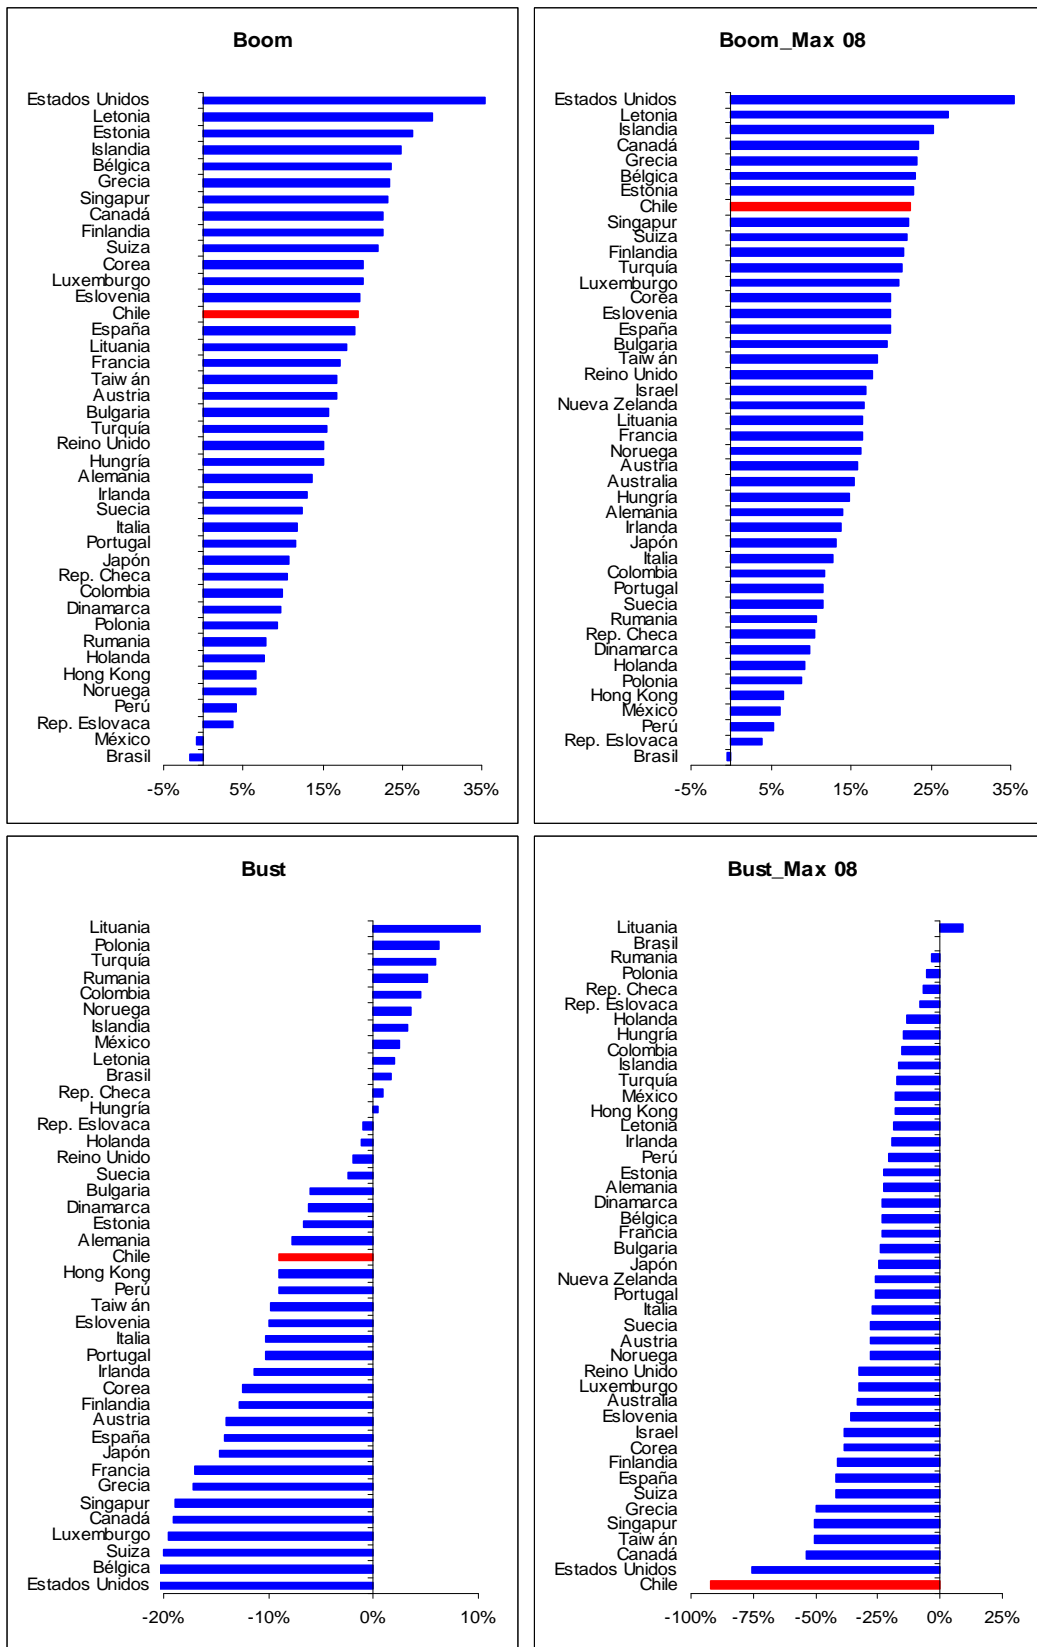 Boom
Estados Unidos
Letonia
Estonia
Islandia
Bélgica
Grecia
Singapur
Canadá
Finlandia
Suiza
Corea
Luxemburgo
Eslovenia
Chile
España
Lituania
Francia
Taiwán
Austria
Bulgaria
Turquía
Reino Unido
Hungría
Alemania
Irlanda
Suecia
Italia
Portugal
Japón
Rep. Checa
Colombia
Dinamarca
Polonia
Rumania
Holanda
Hong Kong
Noruega
Perú
Rep. Eslovaca
México
Brasil
-5% 5% 15% 25% 35%
Boom_Max 08
Estados Unidos
Letonia
Islandia
Canadá
Grecia
Bélgica
Estonia
Chile
Singapur
Suiza
Finlandia
Turquía
Luxemburgo
Corea
Eslovenia
España
Bulgaria
Taiwán
Reino Unido
Israel
Nueva Zelanda
Lituania
Francia
Noruega
Austria
Australia
Hungría
Alemania
Irlanda
Japón
Italia
Colombia
Portugal
Suecia
Rumania
Rep. Checa
Dinamarca
Holanda
Polonia
Hong Kong
México
Perú
Rep. Eslovaca
Brasil
-5% 5% 15% 25% 35%
Bust
Lituania
Polonia
Turquía
Rumania
Colombia
Noruega
Islandia
México
Letonia
Brasil
Rep. Checa
Hungría
Rep. Eslovaca
Holanda
Reino Unido
Suecia
Bulgaria
Dinamarca
Estonia
Alemania
Chile
Hong Kong
Perú
Taiwán
Eslovenia
Italia
Portugal
Irlanda
Corea
Finlandia
Austria
España
Japón
Francia
Grecia
Singapur
Canadá
Luxemburgo
Suiza
Bélgica
Estados Unidos
-20% -10% 0% 10%
Bust_Max 08
Lituania
Brasil
Rumania
Polonia
Rep. Checa
Rep. Eslovaca
Holanda
Hungría
Colombia
Islandia
Turquía
México
Hong Kong
Letonia
Irlanda
Perú
Estonia
Alemania
Dinamarca
Bélgica
Francia
Bulgaria
Japón
Nueva Zelanda
Portugal
Italia
Suecia
Austria
Noruega
Reino Unido
Luxemburgo
Australia
Eslovenia
Israel
Corea
Finlandia
España
Suiza
Grecia
Singapur
Taiwán
Canadá
Estados Unidos
Chile
-100% -75% -50% -25% 0% 25%